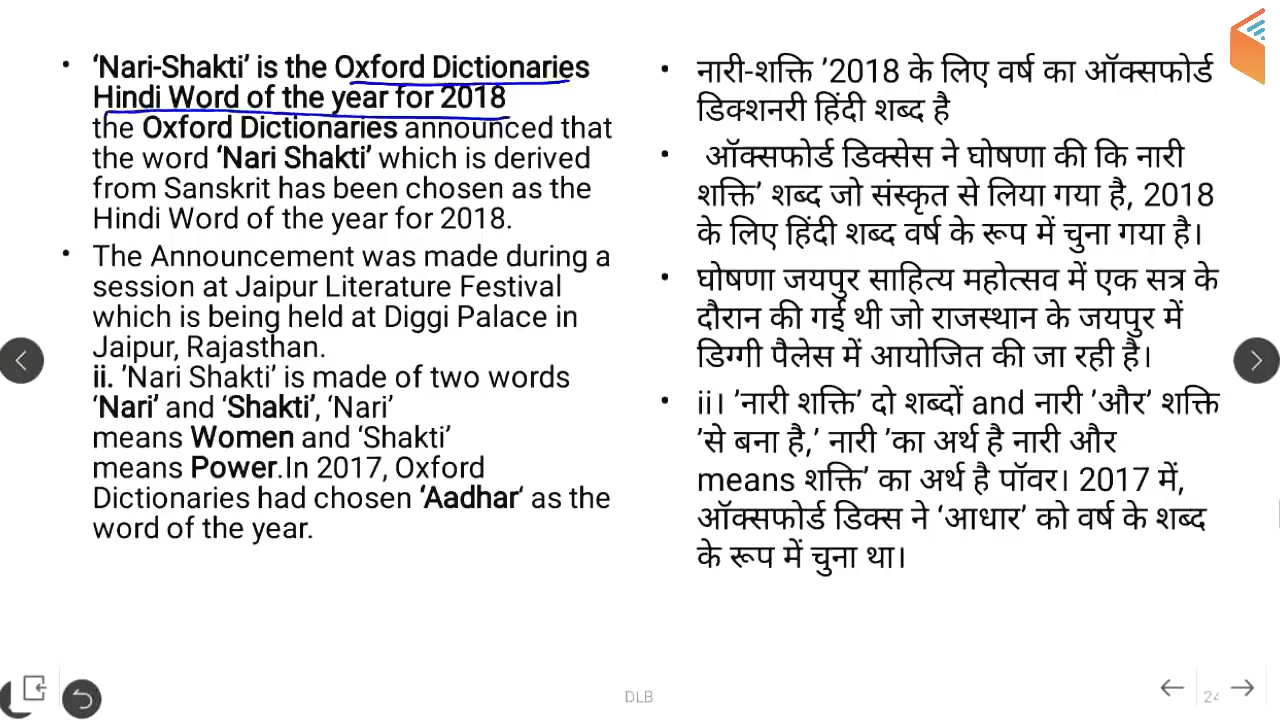 ‘Nari-Shakti’ is the Oxford Dictionaries
Hindi Word of the year for 2018
the Oxford Dictionaries announced that
the word ‘Nari Shakti’ which is derived
from Sanskrit has been chosen as the
Hindi Word of the year for 2018.
The Announcement was made during a
session at Jaipur Literature Festival
which is being held at Diggi Palace in
Jaipur, Rajasthan.
ii. ’Nari Shakti’ is made of two words
‘Nari’ and ‘Shakti’, ‘Nari’
means Women and ‘Shakti’
means Power.In 2017, Oxford
Dictionaries had chosen ‘Aadhar‘ as the
word of the year.
नारी-शक्ति ’2018 के लिए वर्ष का ऑक्सफोर्ड
डिक्शनरी हिंदी शब्द है
ऑक्सफोर्ड डिक्सेस ने घोषणा की कि नारी
शक्ति’ शब्द जो संस्कृत से लिया गया है, 2018
के लिए हिंदी शब्द वर्ष के रूप में चुना गया है।
घोषणा जयपुर साहित्य महोत्सव में एक सत्र के
दौरान की गई थी जो राजस्थान के जयपुर में
डिग्गी पैलेस में आयोजित की जा रही है।
ii। ’नारी शक्ति’ दो शब्दों and नारी ’और’ शक्ति
’से बना है,’ नारी ’का अर्थ है नारी और
means शक्ति’ का अर्थ है पॉवर। 2017 में,
ऑक्सफोर्ड डिक्स ने ‘आधार’ को वर्ष के शब्द
के रूप में चुना था।
DLB